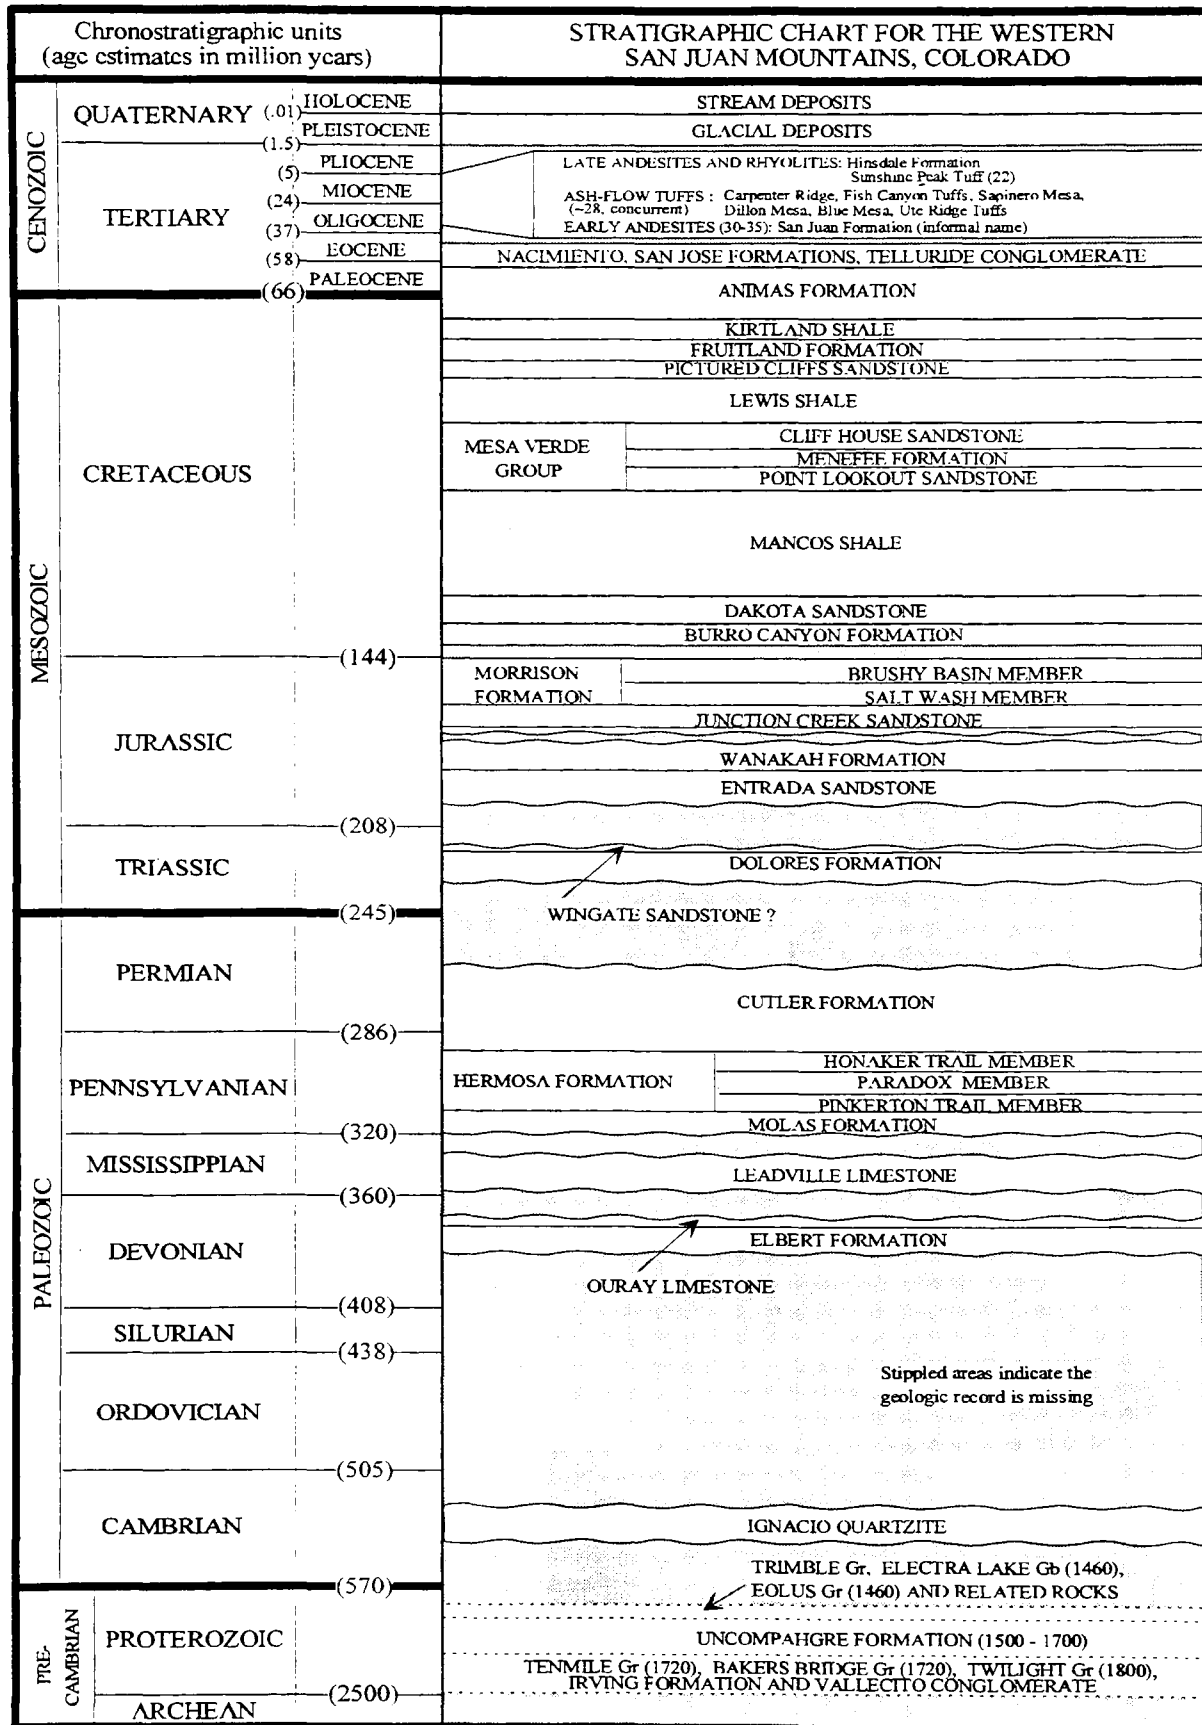 Chronostratigraphic units
(age estimates in million years)
STRATIGRAPHIC CHART FOR THE WESTERN
SAN JUAN MOUNTAINS, COLORADO
CENOZOIC
QUATERNARY
(.01)
HOLOCENE
STREAM DEPOSITS
PLEISTOCENE
GLACIAL DEPOSITS
(1.5)
TERTIARY
PLIOCENE
(5)
MIOCENE
(24)
OLIGOCENE
(37)
EOCENE
(58)
PALEOCENE
(66)
LATE ANDESITES AND RHYOLITES: Hinsdale Formation
Sunshine Peak Tuff (22)
ASH-FLOW TUFFS : Carpenter Ridge, Fish Canyon Tuffs, Sapinero Mesa,
(~28, concurrent) Dillon Mesa, Blue Mesa, Ute Ridge Tuffs
EARLY ANDESITES (30-35): San Juan Formation (informal name)
NACIMIENTO, SAN JOSE FORMATIONS, TELLURIDE CONGLOMERATE
ANIMAS FORMATION
MESOZOIC
CRETACEOUS
KIRTLAND SHALE
FRUITLAND FORMATION
PICTURED CLIFFS SANDSTONE
LEWIS SHALE
MESA VERDE
GROUP
CLIFF HOUSE SANDSTONE
MENEFEE FORMATION
POINT LOOKOUT SANDSTONE
MANCOS SHALE
DAKOTA SANDSTONE
BURRO CANYON FORMATION
(144)
JURASSIC
MORRISON
FORMATION
BRUSHY BASIN MEMBER
SALT WASH MEMBER
JUNCTION CREEK SANDSTONE
WANAKAH FORMATION
ENTRADA SANDSTONE
(208)
TRIASSIC
DOLORES FORMATION
WINGATE SANDSTONE ?
(245)
PALEOZOIC
PERMIAN
CUTLER FORMATION
(286)
PENNSYLVANIAN
HERMOSA FORMATION
HONAKER TRAIL MEMBER
PARADOX MEMBER
PINKERTON TRAIL MEMBER
MOLAS FORMATION
(320)
MISSISSIPPIAN
LEADVILLE LIMESTONE
(360)
DEVONIAN
ELBERT FORMATION
OURAY LIMESTONE
(408)
SILURIAN
(438)
ORDOVICIAN
Stippled areas indicate the
geologic record is missing
(505)
CAMBRIAN
IGNACIO QUARTZITE
(570)
TRIMBLE Gr, ELECTRA LAKE Gb (1460),
EOLUS Gr (1460) AND RELATED ROCKS
PRE-
CAMBRIAN
PROTEROZOIC
UNCOMPAHGRE FORMATION (1500 - 1700)
TENMILE Gr (1720), BAKERS BRIDGE Gr (1720), TWILIGHT Gr (1800),
IRVING FORMATION AND VALLECITO CONGLOMERATE
(2500)
ARCHEAN